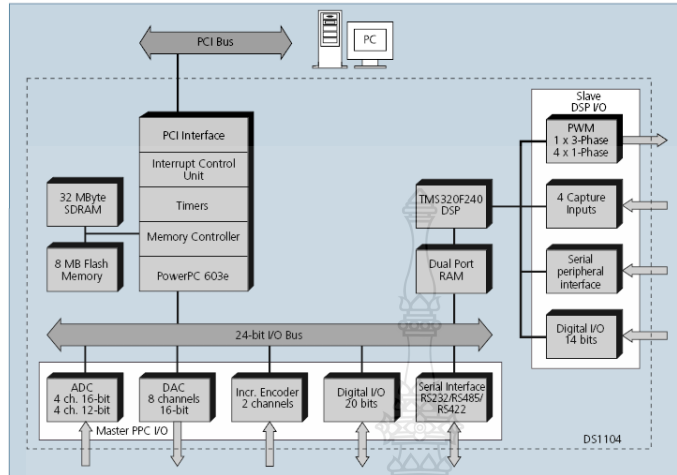 PCI Bus
PC
PCI Interface
Interrupt Control
Unit
Timers
Memory Controller
PowerPC 603e
32 MByte
SDRAM
8 MB Flash
Memory
TMS320F240
DSP
Dual Port
RAM
Slave
DSP I/O
PWM
1 x 3-Phase
4 x 1-Phase
4 Capture
Inputs
Serial
peripheral
interface
Digital I/O
14 bits
24-bit I/O Bus
ADC
4 ch. 16-bit
4 ch. 12-bit
DAC
8 channels
16-bit
Incr. Encoder
2 channels
Digital I/O
20 bits
Serial Interface
RS232/RS485/
RS422
Master PPC I/O
DS1104